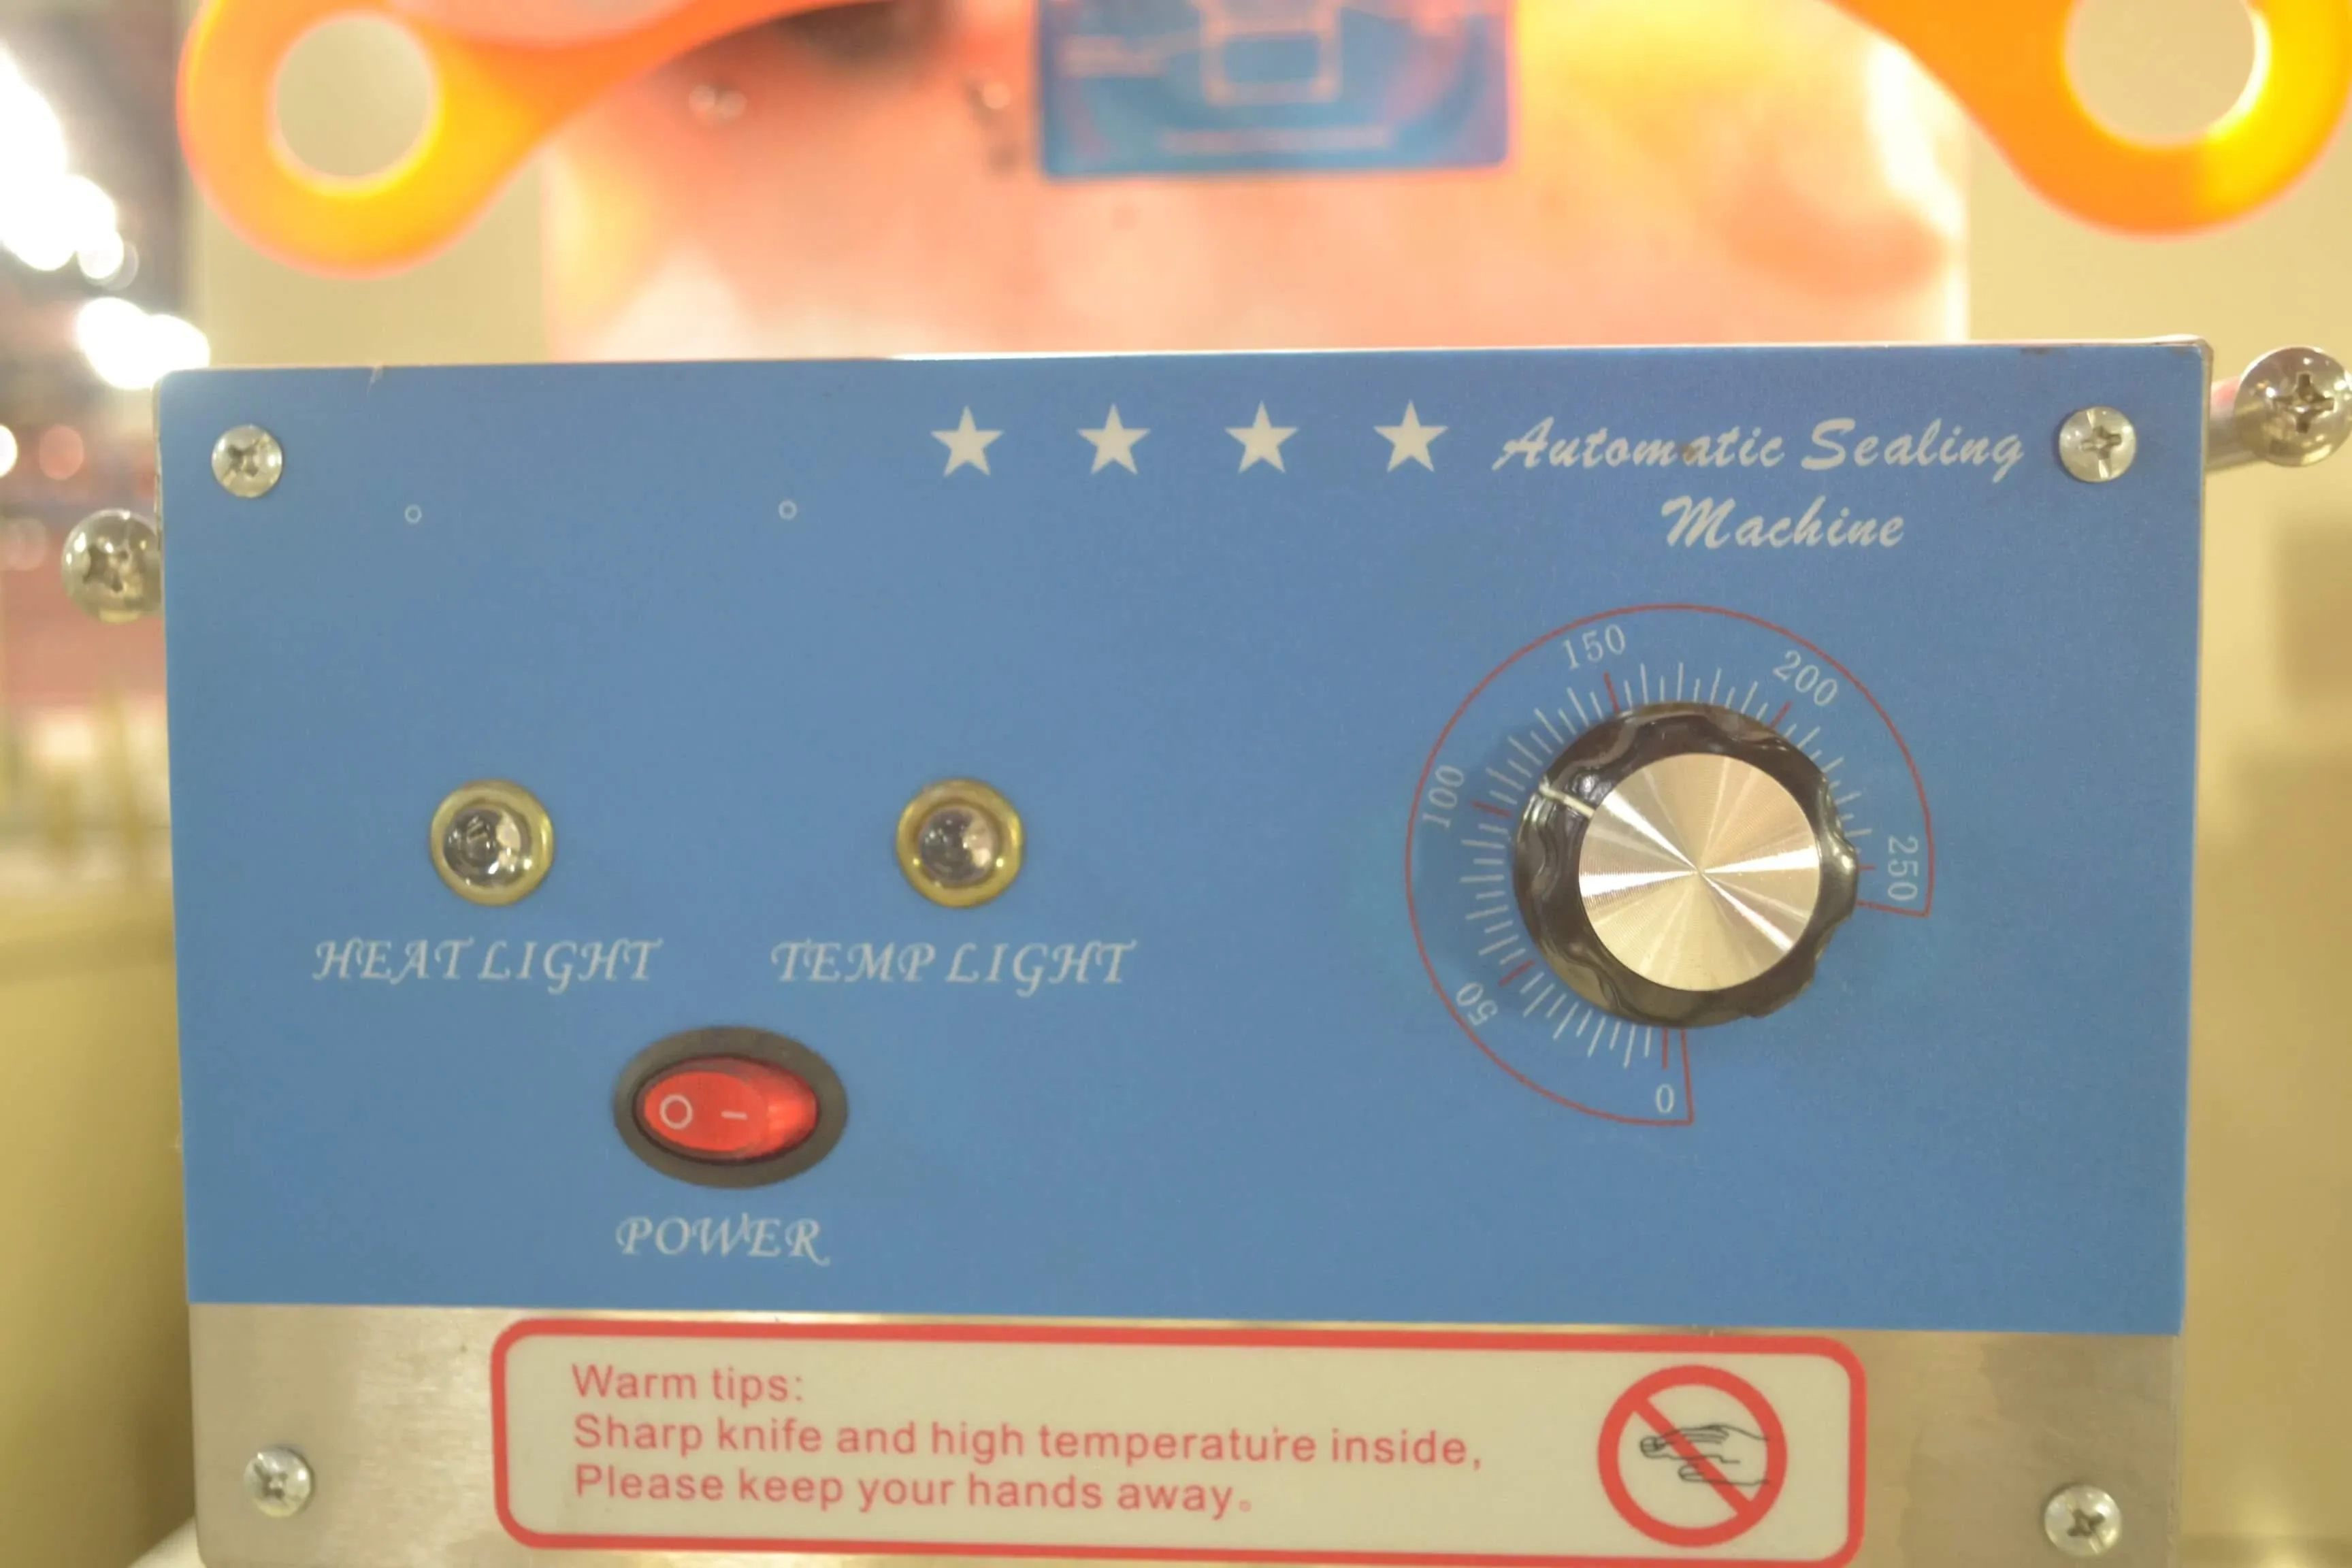 ★ ★ ★ ★ Automatic Sealing
Machine
150
200
100
250
50
0
HEAT LIGHT
TEMP LIGHT
O –
POWER
Warm tips:
Sharp knife and high temperature inside,
Please keep your hands away。